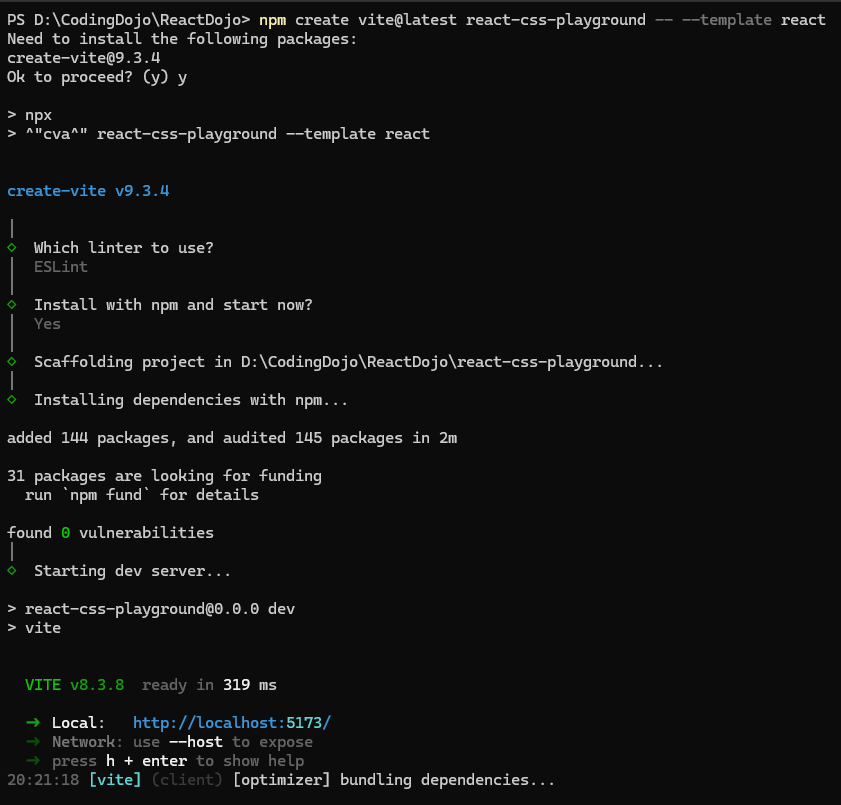 PS D:\CodingDojo\ReactDojo> npm create vite@latest react-css-playground -- --template react
Need to install the following packages:
create-vite@9.3.4
Ok to proceed? (y) y
> npx
> ^"cva^" react-css-playground --template react
create-vite v9.3.4
│
◇  Which linter to use?
│  ESLint
│
◇  Install with npm and start now?
│  Yes
│
◇  Scaffolding project in D:\CodingDojo\ReactDojo\react-css-playground...
│
◇  Installing dependencies with npm...
added 144 packages, and audited 145 packages in 2m
31 packages are looking for funding
  run `npm fund` for details
found 0 vulnerabilities
│
◇  Starting dev server...
> react-css-playground@0.0.0 dev
> vite
  VITE v8.3.8  ready in 319 ms
  ➜  Local:   http://localhost:5173/
  ➜  Network: use --host to expose
  ➜  press h + enter to show help
20:21:18 [vite] (client) [optimizer] bundling dependencies...